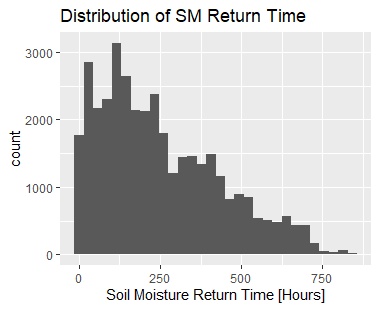 Distribution of SM Return Time
3000
2000
1000
0
count
0 250 500 750
Soil Moisture Return Time [Hours]